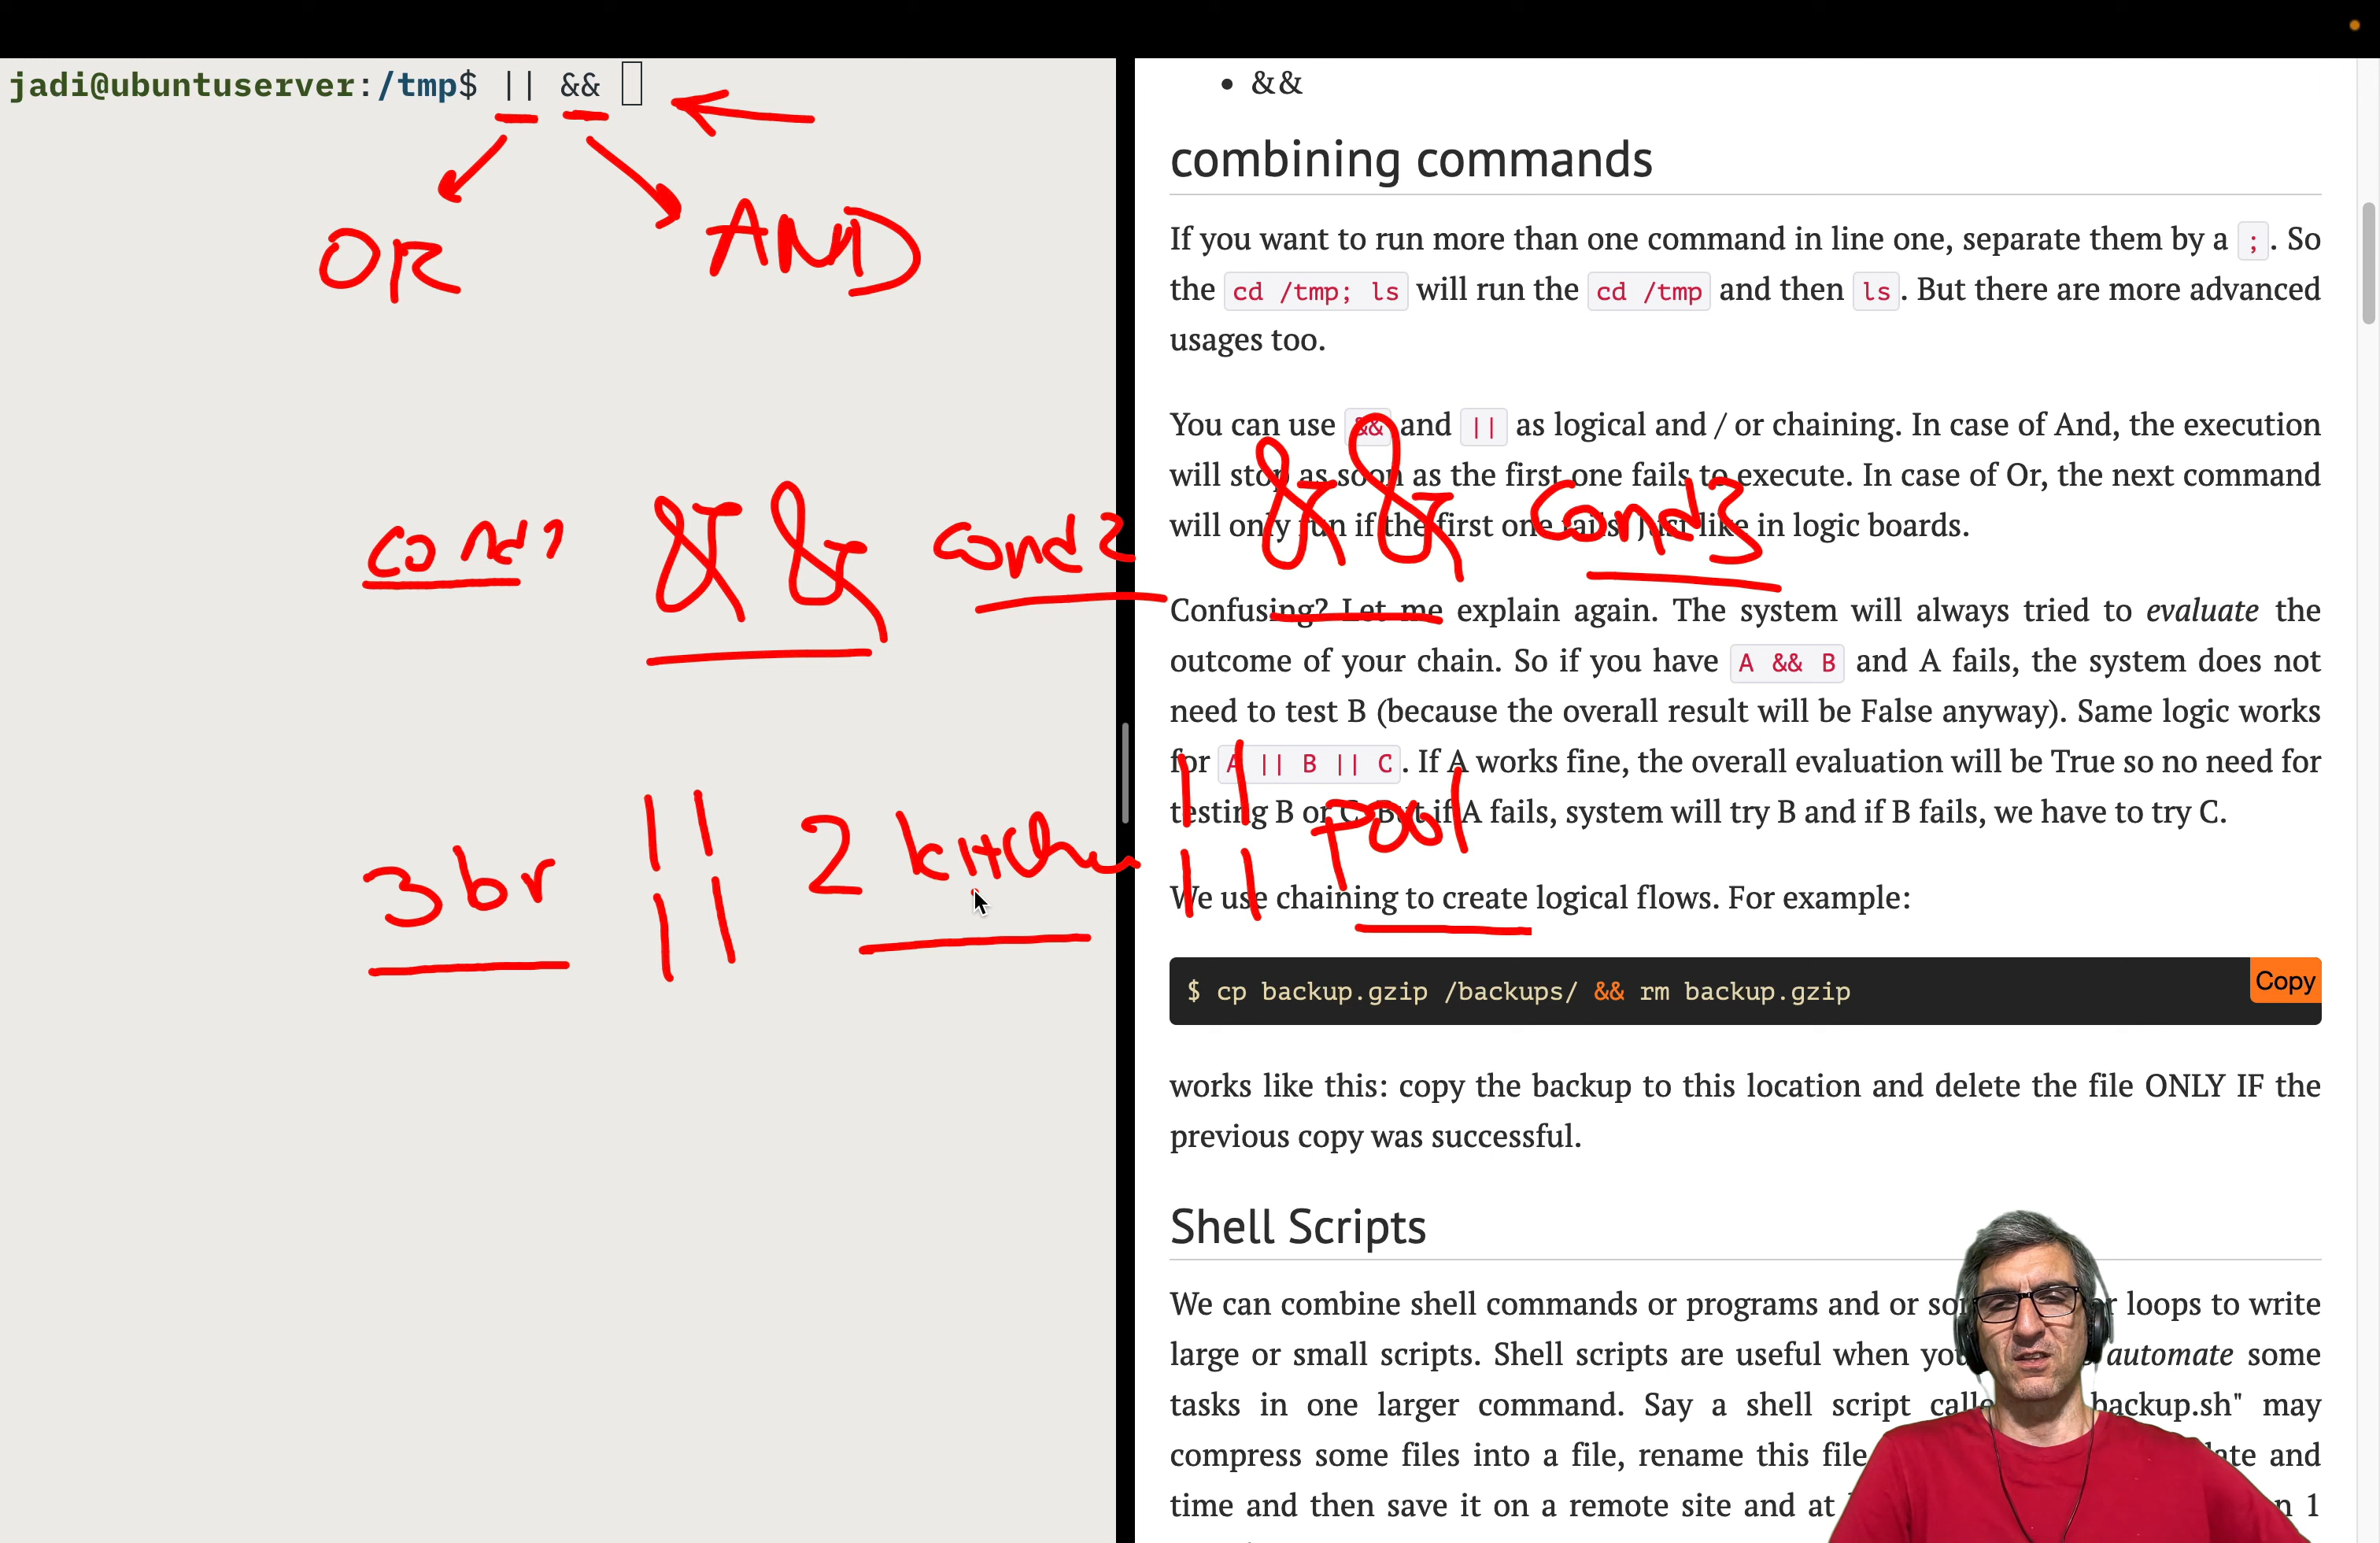 jadi@ubuntuserver:/tmp$ || &&
OR
AND
cond1 && cond2 && cond3
3 br || 2 kitchen || pool
• &&
combining commands
If you want to run more than one command in line one, separate them by a ; . So
the cd /tmp; ls will run the cd /tmp and then ls . But there are more advanced
usages too.
You can use && and || as logical and / or chaining. In case of And, the execution
will stop as soon as the first one fails to execute. In case of Or, the next command
will only run if the first one fails. Just like in logic boards.
Confusing? Let me explain again. The system will always tried to evaluate the
outcome of your chain. So if you have A && B and A fails, the system does not
need to test B (because the overall result will be False anyway). Same logic works
for A || B || C . If A works fine, the overall evaluation will be True so no need for
testing B or C. But if A fails, system will try B and if B fails, we have to try C.
We use chaining to create logical flows. For example:
$ cp backup.gzip /backups/ && rm backup.gzip
Copy
works like this: copy the backup to this location and delete the file ONLY IF the
previous copy was successful.
Shell Scripts
We can combine shell commands or programs and or loops to write
large or small scripts. Shell scripts are useful when automate some
tasks in one larger command. Say a shell script backup.sh" may
compress some files into a file, rename this file and
time and then save it on a remote site and at 1